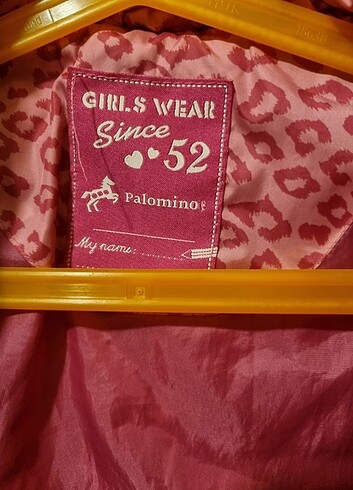 GIRLS WEAR
Since
52
Palomino
My name: